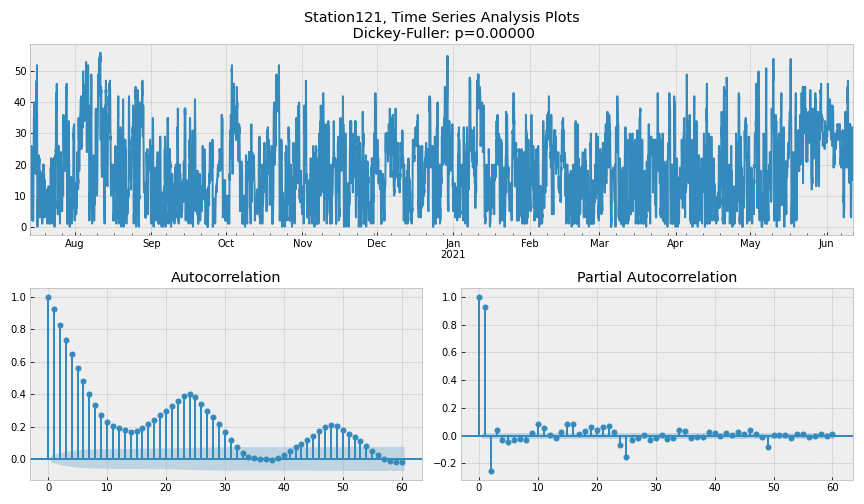 Station121, Time Series Analysis Plots
Dickey-Fuller: p=0.00000
50
40
30
20
10
0
Aug Sep Oct Nov Dec Jan Feb Mar Apr May Jun
2021
Autocorrelation
1.0
0.8
0.6
0.4
0.2
0.0
0 10 20 30 40 50 60
Partial Autocorrelation
1.0
0.8
0.6
0.4
0.2
0.0
−0.2
0 10 20 30 40 50 60